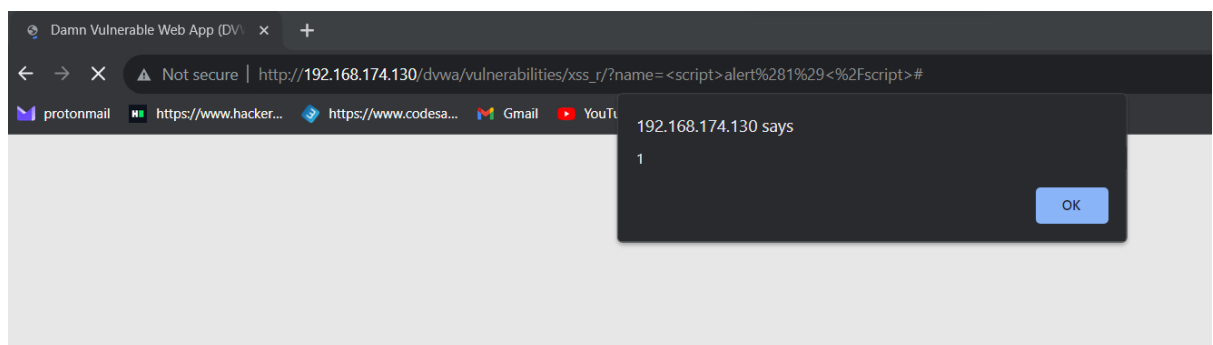 Damn Vulnerable Web App (DV
Not secure | http://192.168.174.130/dvwa/vulnerabilities/xss_r/?name=<script>alert%281%29<%2Fscript>#
protonmail https://www.hacker... https://www.codesa... Gmail YouTu
192.168.174.130 says
1
OK